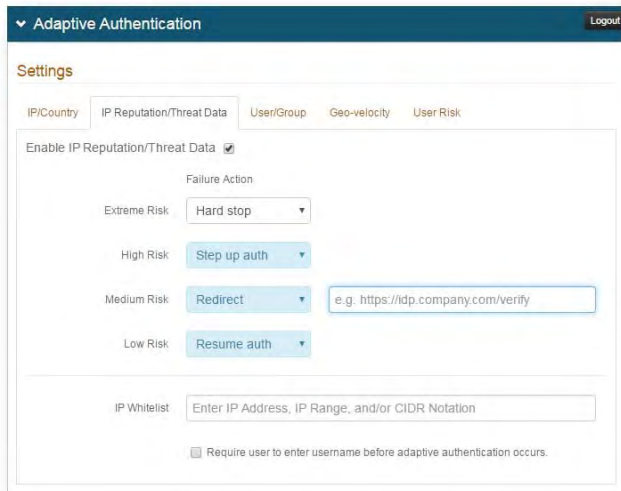 Adaptive Authentication
Logout
Settings
IP/Country
IP Reputation/Threat Data
User/Group
Geo-velocity
User Risk
Enable IP Reputation/Threat Data
Failure Action
Extreme Risk
Hard stop
High Risk
Step up auth
Medium Risk
Redirect
e.g. https://idp.company.com/verify
Low Risk
Resume auth
IP Whitelist
Enter IP Address, IP Range, and/or CIDR Notation
Require user to enter username before adaptive authentication occurs.